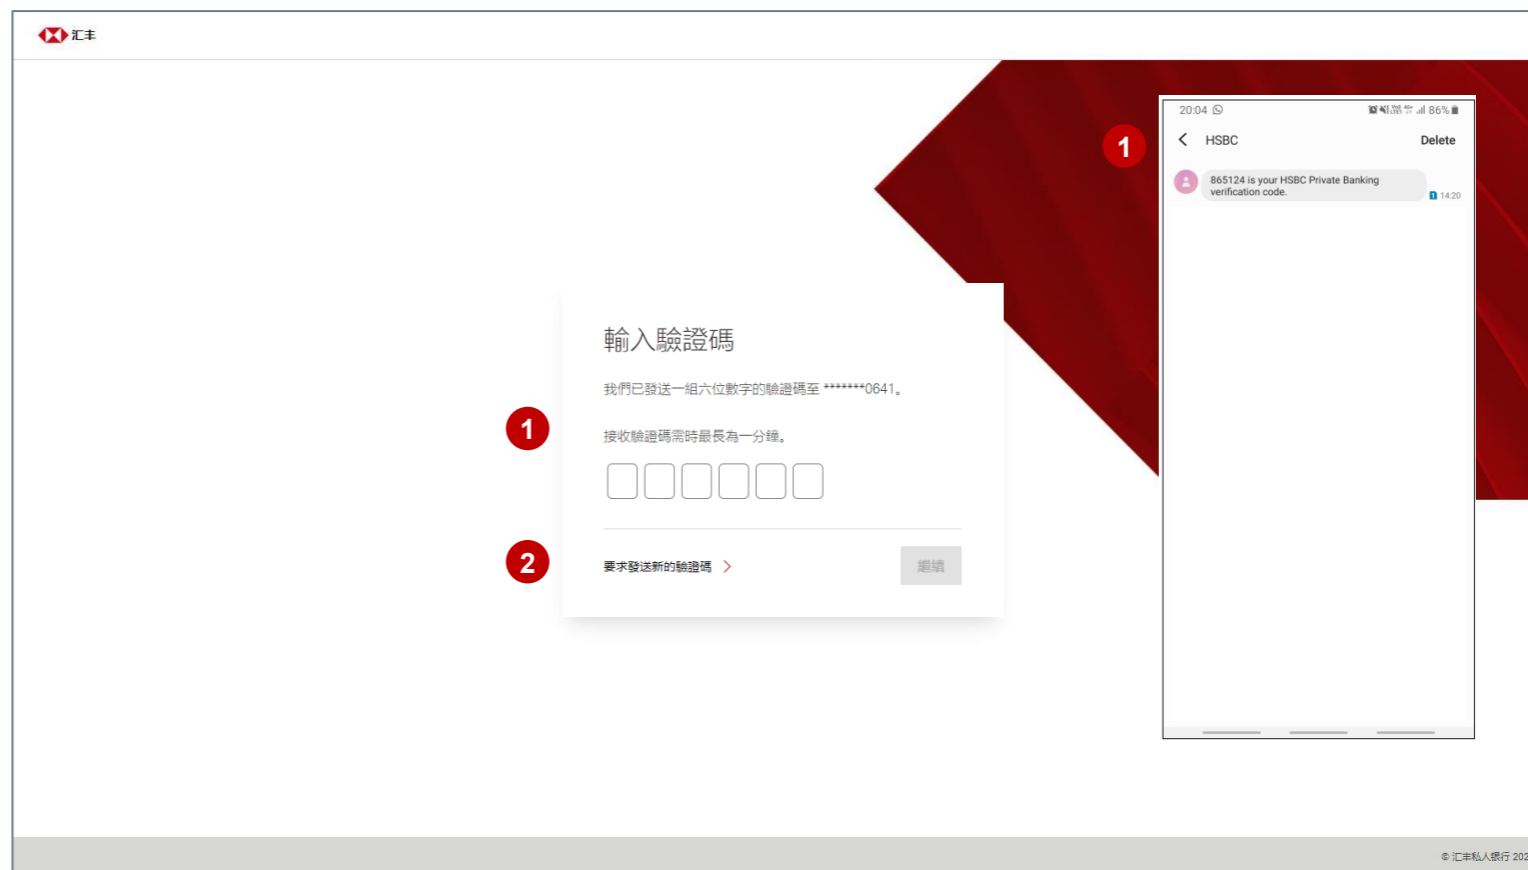 汇丰
20:04
86%
1
HSBC
Delete
865124 is your HSBC Private Banking
verification code.
1 14:20
輸入驗證碼
我們已發送一組六位數字的驗證碼至 *******0641。
1
接收驗證碼需時最長為一分鐘。
2
要求發送新的驗證碼
繼續
© 汇丰私人银行 202